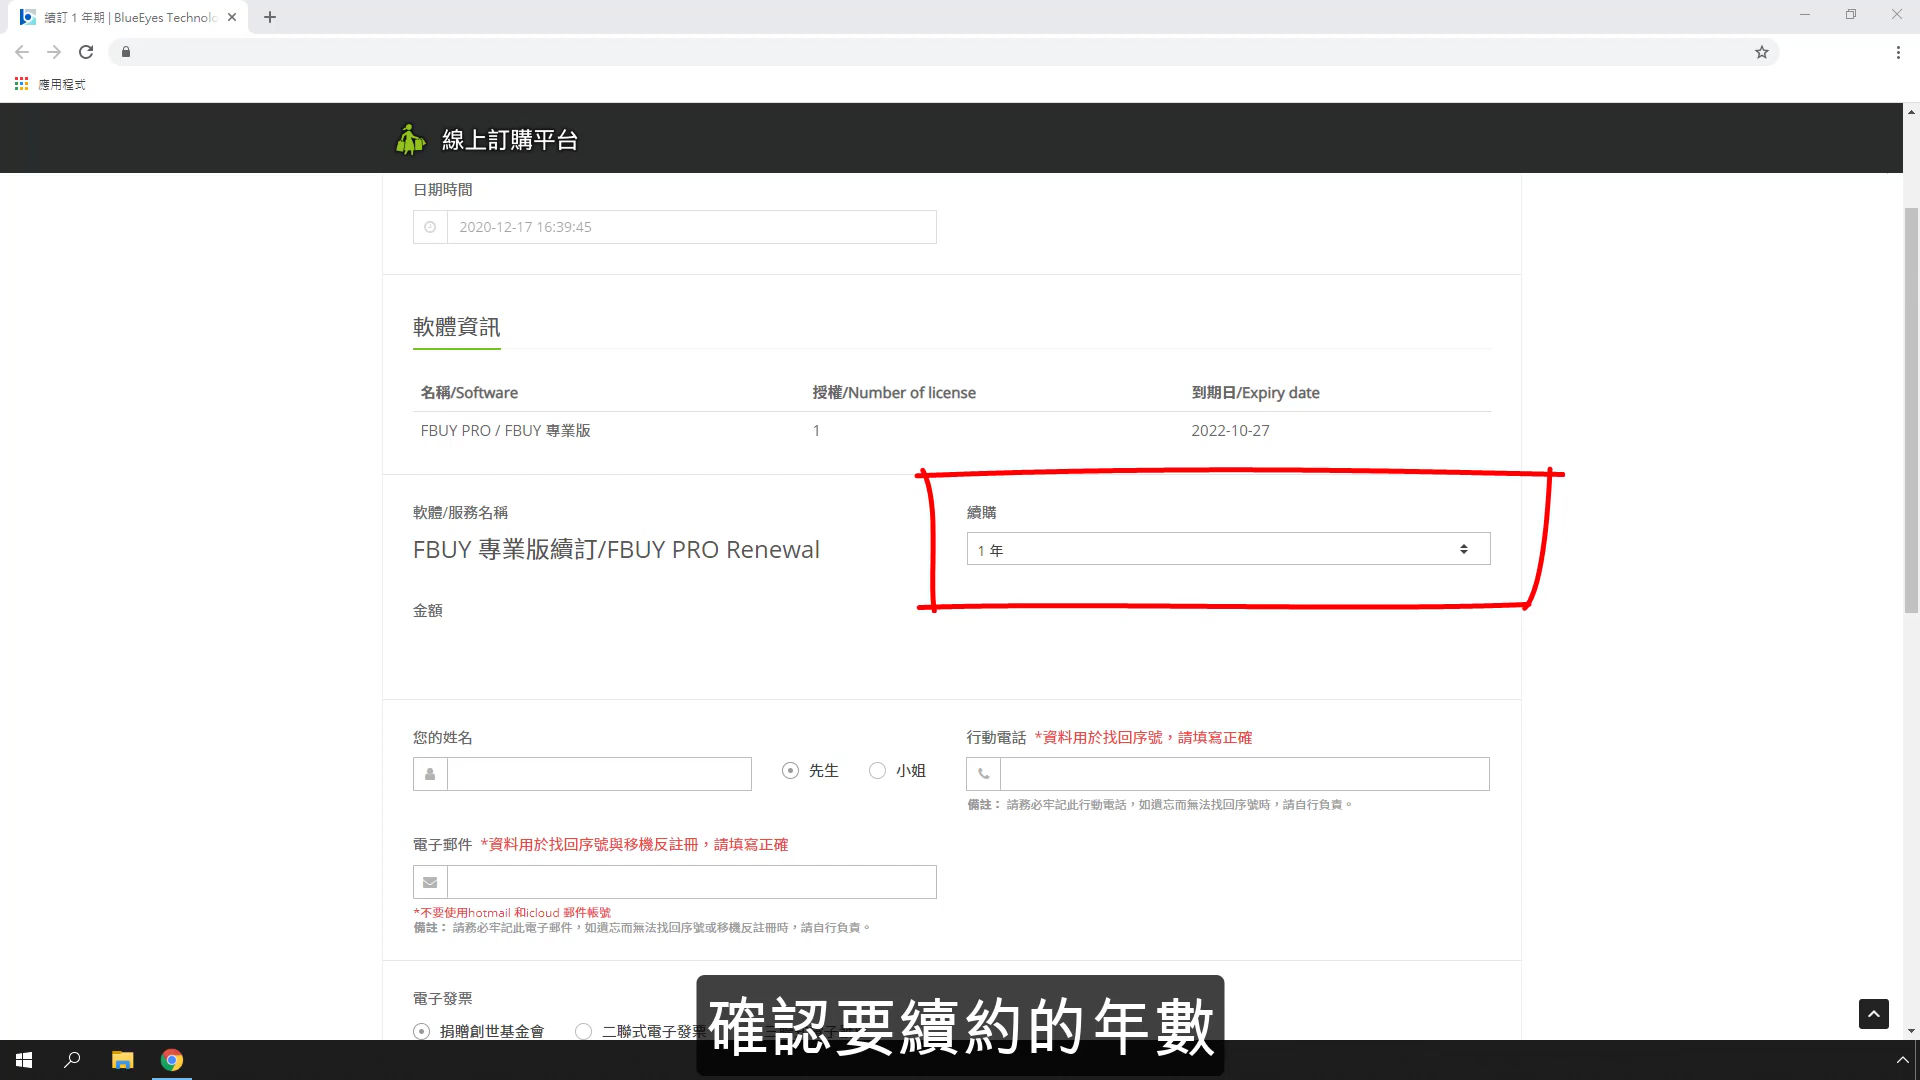 續訂 1 年期 | BlueEyes Technolo
應用程式
線上訂購平台
日期時間
2020-12-17 16:39:45
軟體資訊
名稱/Software 授權/Number of license 到期日/Expiry date
FBUY PRO / FBUY 專業版 1 2022-10-27
軟體/服務名稱 續購
FBUY 專業版續訂/FBUY PRO Renewal 1 年
金額
您的姓名 行動電話 *資料用於找回序號,請填寫正確
先生 小姐
備註: 請務必牢記此行動電話,如遺忘而無法找回序號時,請自行負責。
電子郵件 *資料用於找回序號與移機反註冊,請填寫正確
*不要使用hotmail 和icloud 郵件帳號
備註: 請務必牢記此電子郵件,如遺忘而無法找回序號或移機反註冊時,請自行負責。
電子發票
捐贈創世基金會 二聯式電子發票
確認要續約的年數